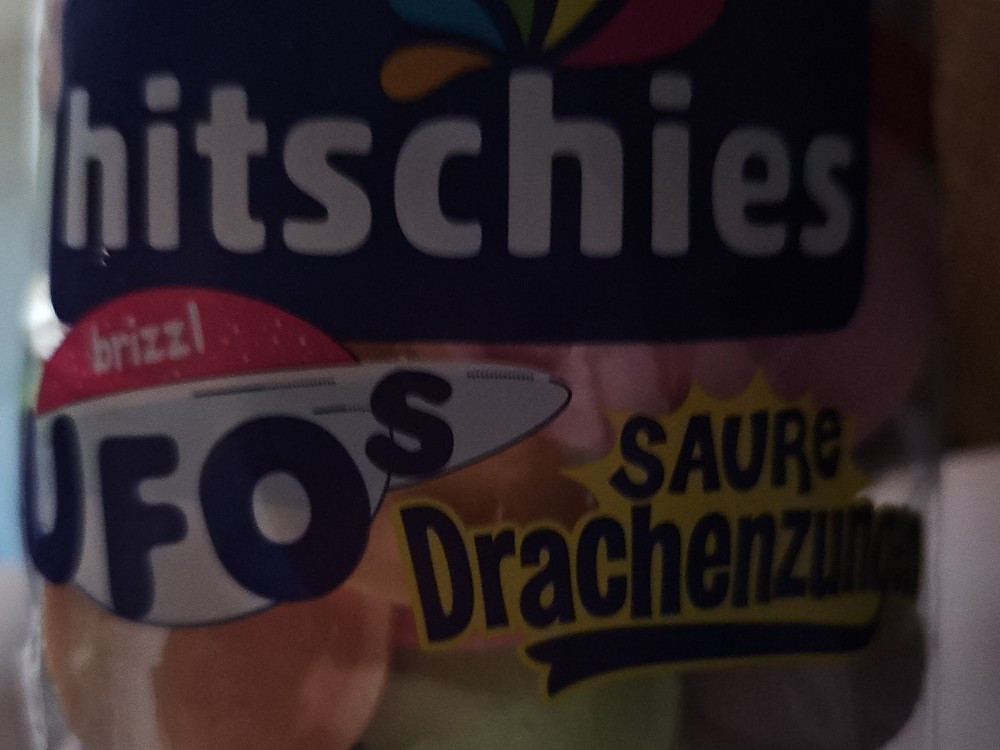 hitschies
brizzl
UFOs
SAURe
Drachenzungen